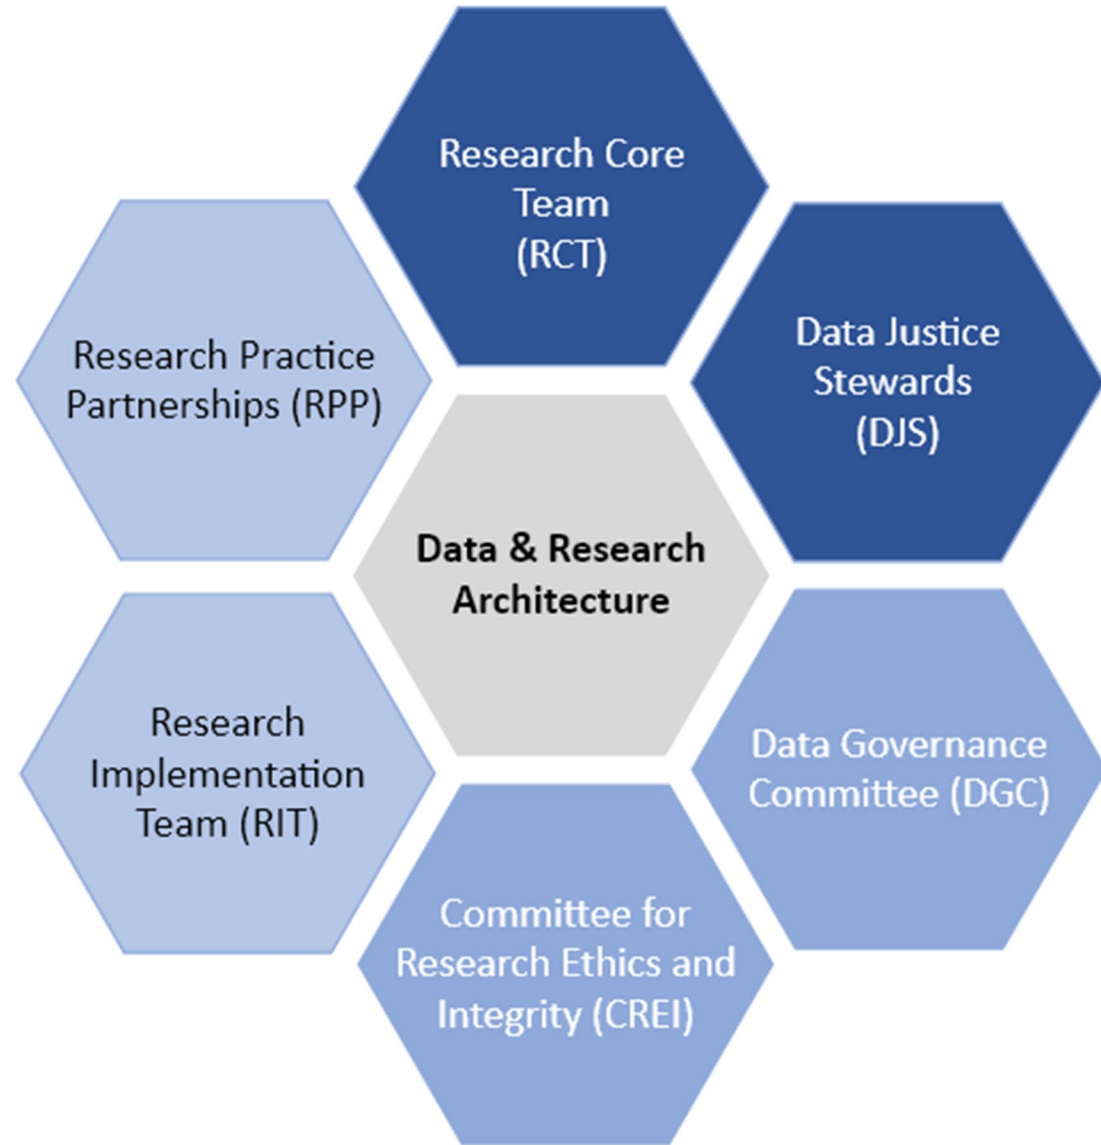 Research Core
Team
(RCT)
Data Justice
Stewards
(DJS)
Data Governance
Committee (DGC)
Committee for
Research Ethics and
Integrity (CREI)
Research
Implementation
Team (RIT)
Research Practice
Partnerships (RPP)
Data & Research
Architecture